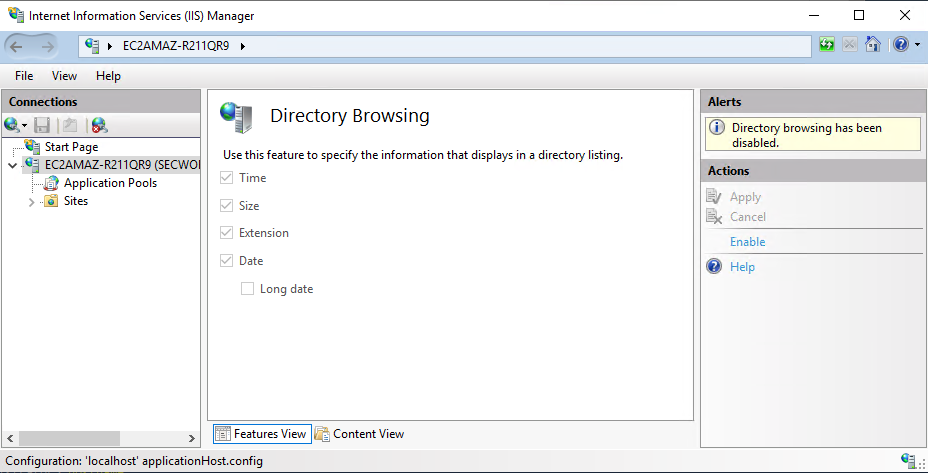 Internet Information Services (IIS) Manager
EC2AMAZ-R211QR9
File View Help
Connections
Start Page
EC2AMAZ-R211QR9 (SECWOI
Application Pools
Sites
Directory Browsing
Use this feature to specify the information that displays in a directory listing.
Time
Size
Extension
Date
Long date
Features View
Content View
Alerts
Directory browsing has been
disabled.
Actions
Apply
Cancel
Enable
Help
Configuration: 'localhost' applicationHost.config